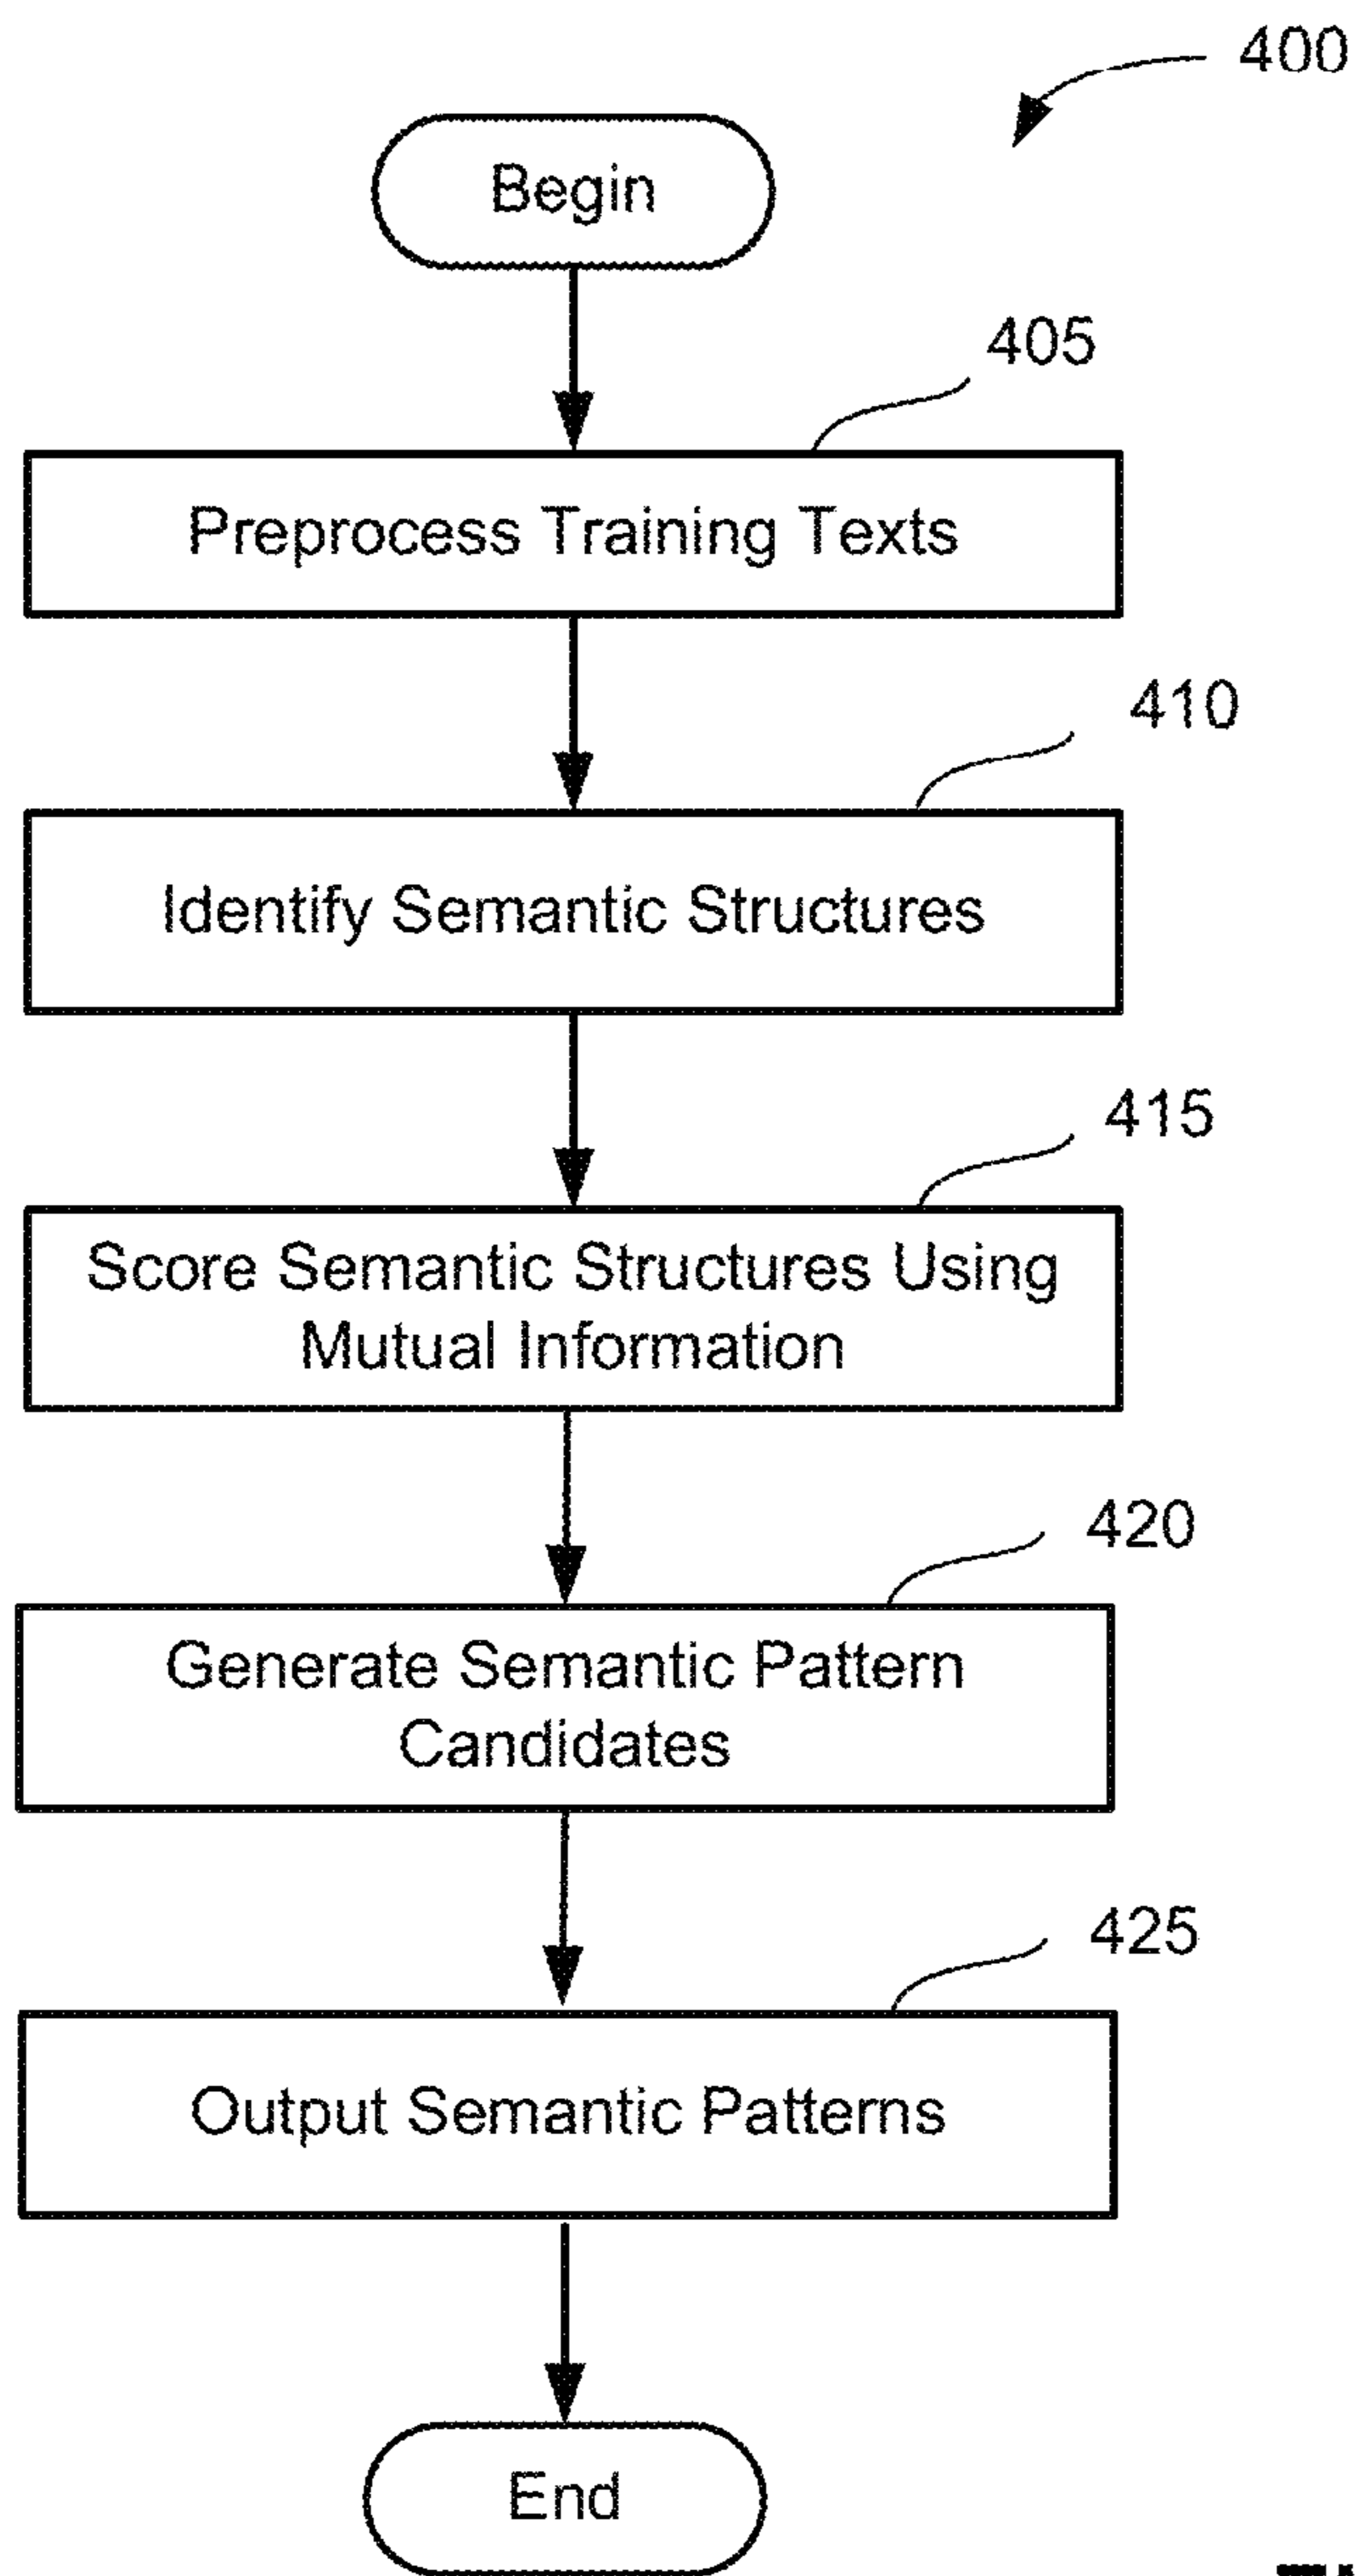 400
Begin
405
Preprocess Training Texts
410
Identify Semantic Structures
415
Score Semantic Structures Using
Mutual Information
420
Generate Semantic Pattern
Candidates
425
Output Semantic Patterns
End